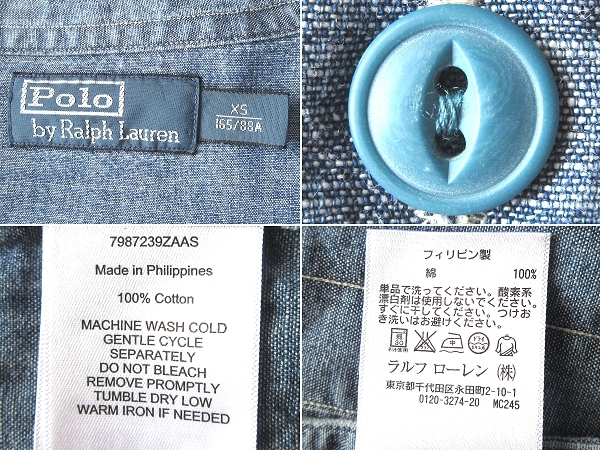 Polo
by Ralph Lauren
XS
165/88A
7987239ZAAS
Made in Philippines
100% Cotton
MACHINE WASH COLD
GENTLE CYCLE
SEPARATELY
DO NOT BLEACH
REMOVE PROMPTLY
TUMBLE DRY LOW
WARM IRON IF NEEDED
フィリピン製
綿 100%
単品で洗ってください。酸素系
漂白剤は使用しないでください。
すぐに干してください。つけお
き洗いはお避けください。
ラルフ ローレン ㈱
東京都千代田区永田町2-10-1
0120-3274-20 MC245